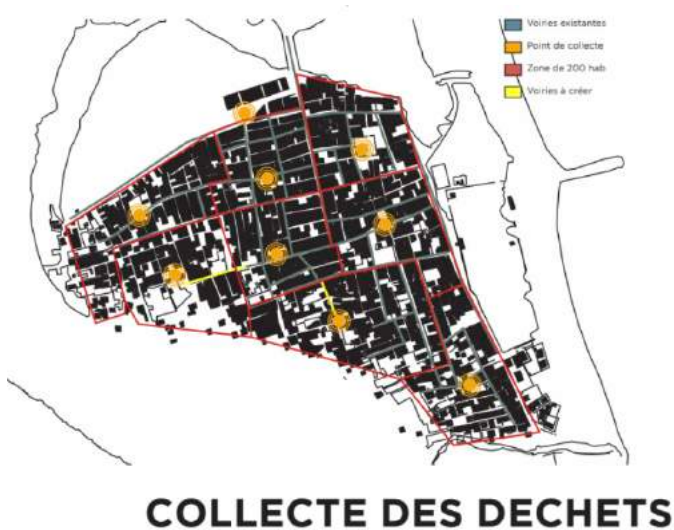 Voiries existantes
Point de collecte
Zone de 200 hab
Voiries à créer
COLLECTE DES DECHETS